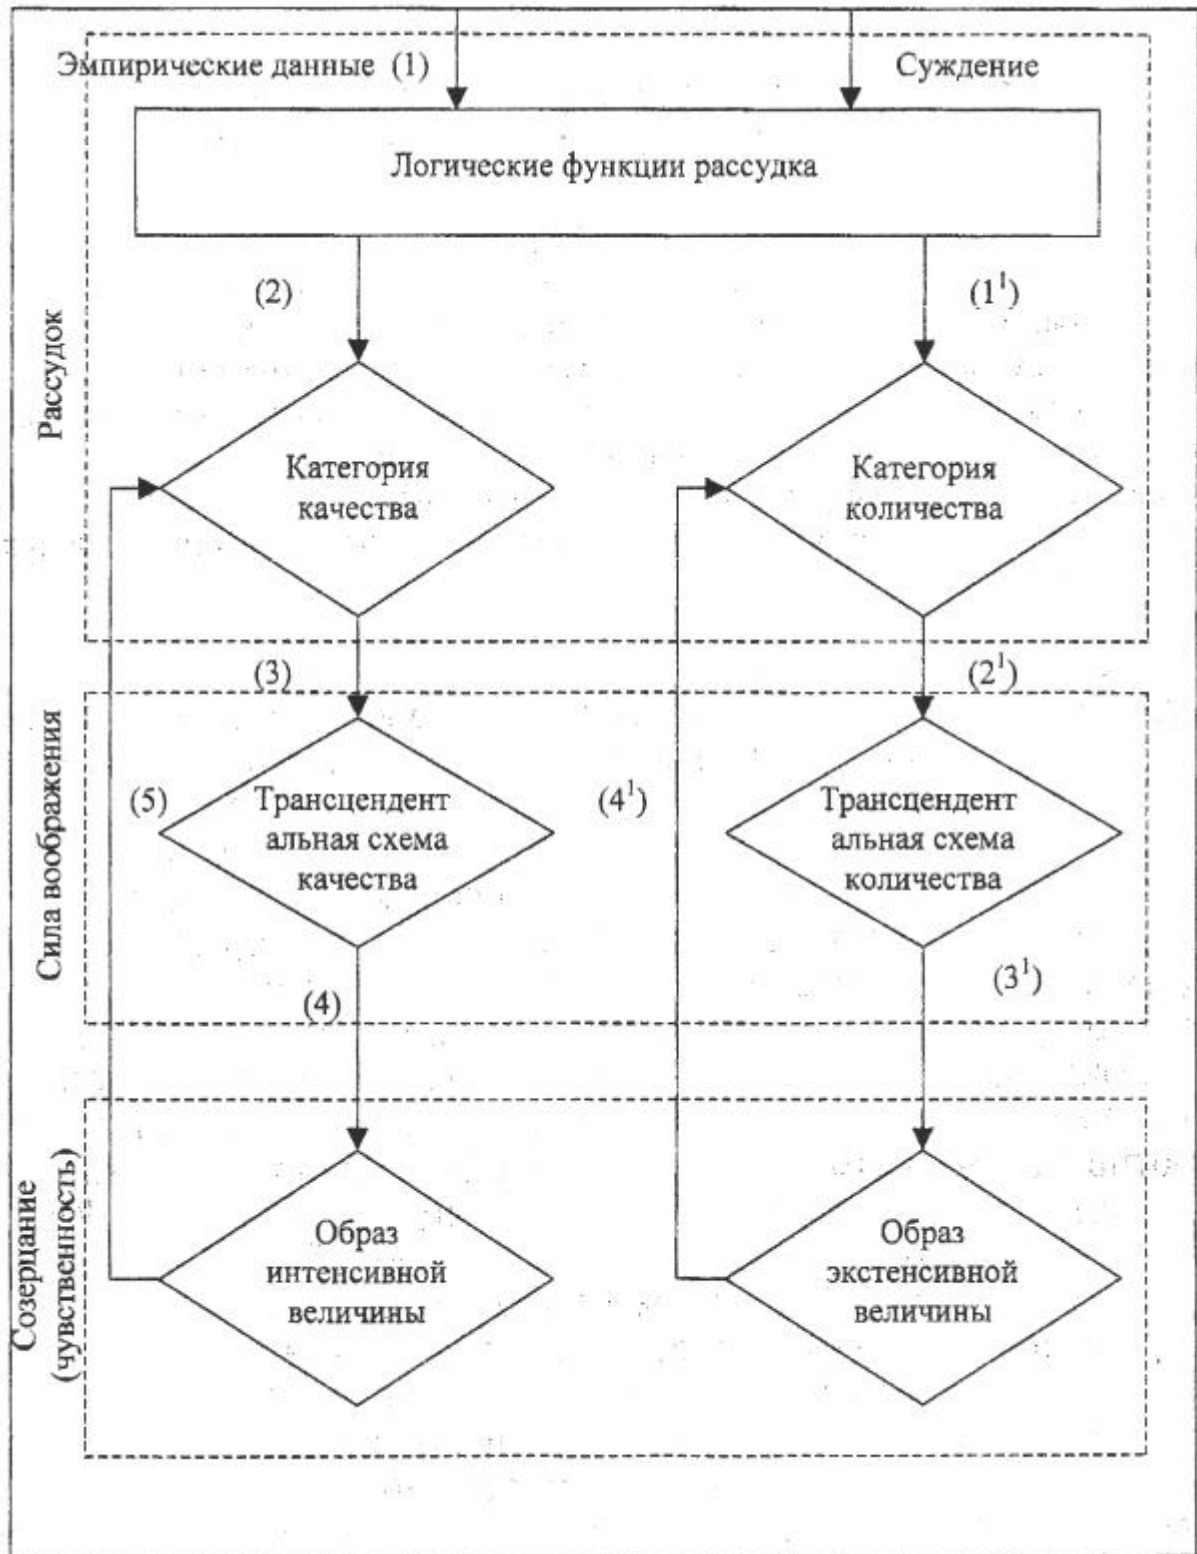 Эмпирические данные (1)
Суждение
Логические функции рассудка
(2)
(1¹)
Рассудок
Категория
качества
Категория
количества
(3)
(2¹)
Сила воображения
(5)
Трансцендент
альная схема
качества
(4¹)
Трансцендент
альная схема
количества
(4)
(3¹)
Созерцание
(чувственность)
Образ
интенсивной
величины
Образ
экстенсивной
величины